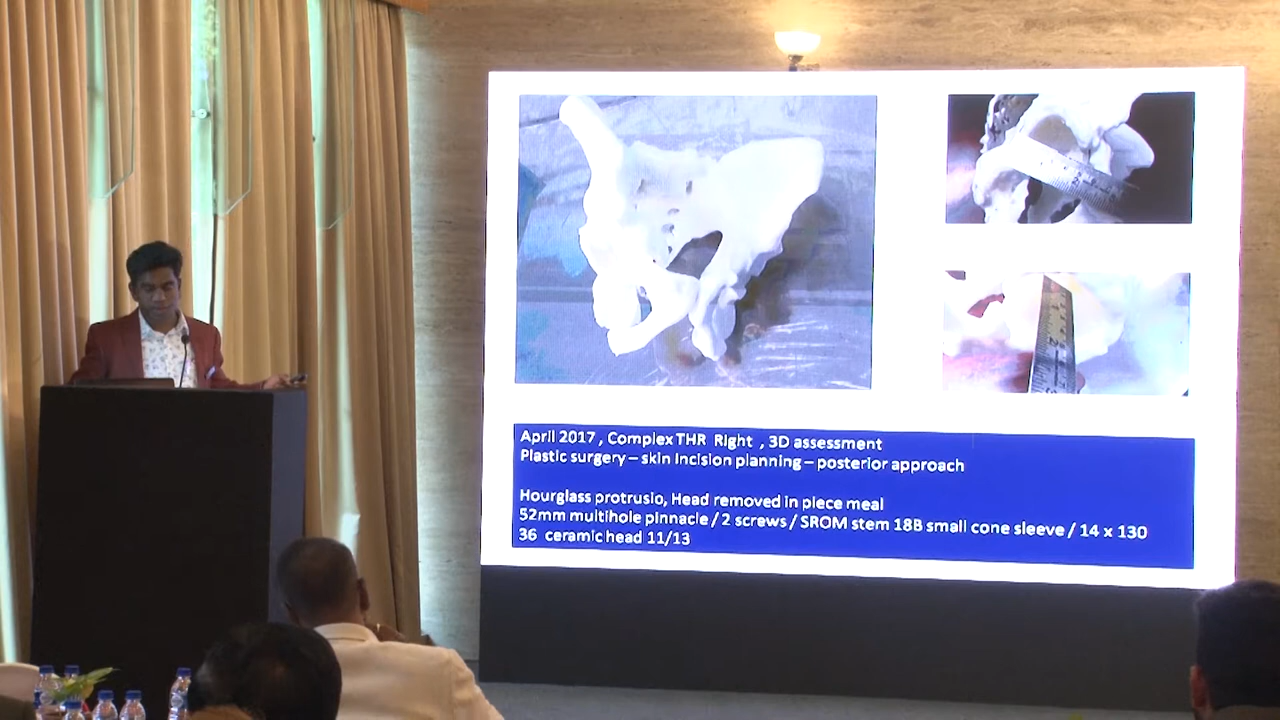 April 2017 , Complex THR Right , 3D assessment
Plastic surgery – skin incision planning – posterior approach
Hourglass protrusio, Head removed in piece meal
52mm multihole pinnacle / 2 screws / SROM stem 18B small cone sleeve / 14 x 130
36 ceramic head 11/13